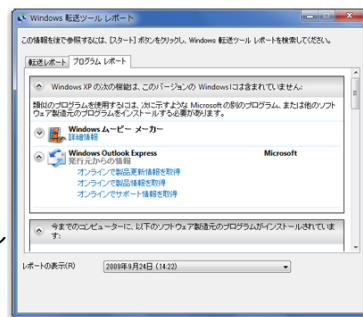 Windows 転送ツール レポート
この情報を後で参照するには、[スタート] ボタンをクリックし、Windows 転送ツール レポートを検索してください。
転送レポート プログラム レポート
Windows XP の次の機能は、このバージョンの Windows には含まれていません:
類似のプログラムを使用するには、次に示すような Microsoft の別のプログラム、または他のソフト
ウェア製造元のプログラムをインストールする必要があります。
Windows ムービー メーカー
詳細情報
Windows Outlook Express Microsoft
発行元からの情報
オンラインで製品更新情報を取得
オンラインで製品情報を取得
オンラインでサポート情報を取得
今までのコンピューターに、以下のソフトウェア製造元のプログラムがインストールされていま
す:
レポートの表示(R) 2009年9月24日 (14:22)